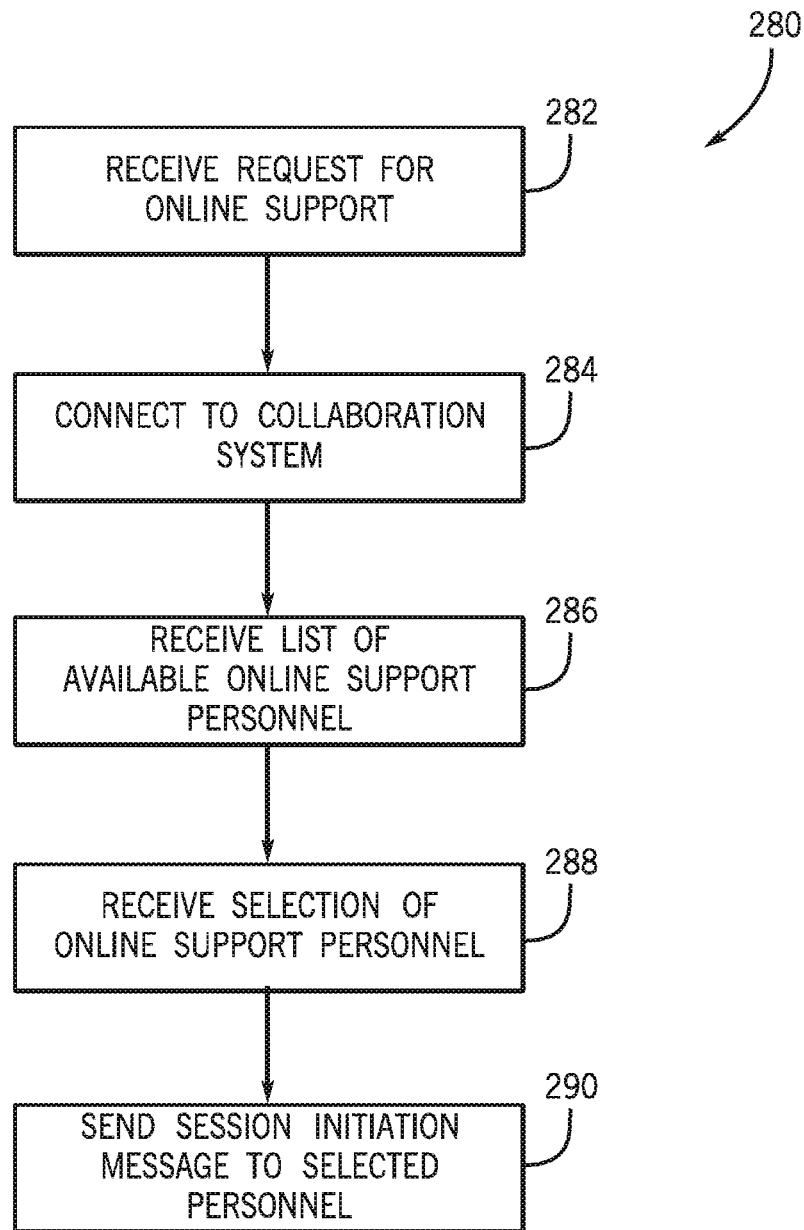 280
282
RECEIVE REQUEST FOR
ONLINE SUPPORT
284
CONNECT TO COLLABORATION
SYSTEM
286
RECEIVE LIST OF
AVAILABLE ONLINE SUPPORT
PERSONNEL
288
RECEIVE SELECTION OF
ONLINE SUPPORT PERSONNEL
290
SEND SESSION INITIATION
MESSAGE TO SELECTED
PERSONNEL